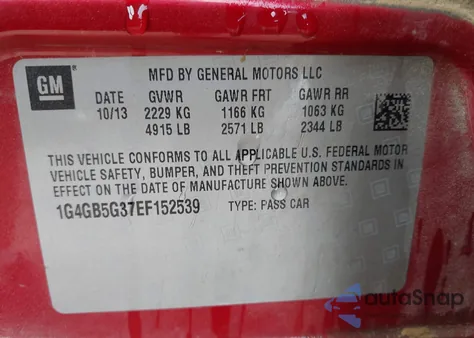 GM
MFD BY GENERAL MOTORS LLC
DATE GVWR GAWR FRT GAWR RR
10/13 2229 KG 1166 KG 1063 KG
4915 LB 2571 LB 2344 LB
THIS VEHICLE CONFORMS TO ALL APPLICABLE U.S. FEDERAL MOTOR
VEHICLE SAFETY, BUMPER, AND THEFT PREVENTION STANDARDS IN
EFFECT ON THE DATE OF MANUFACTURE SHOWN ABOVE.
1G4GB5G37EF152539 TYPE: PASS CAR
autoSnap